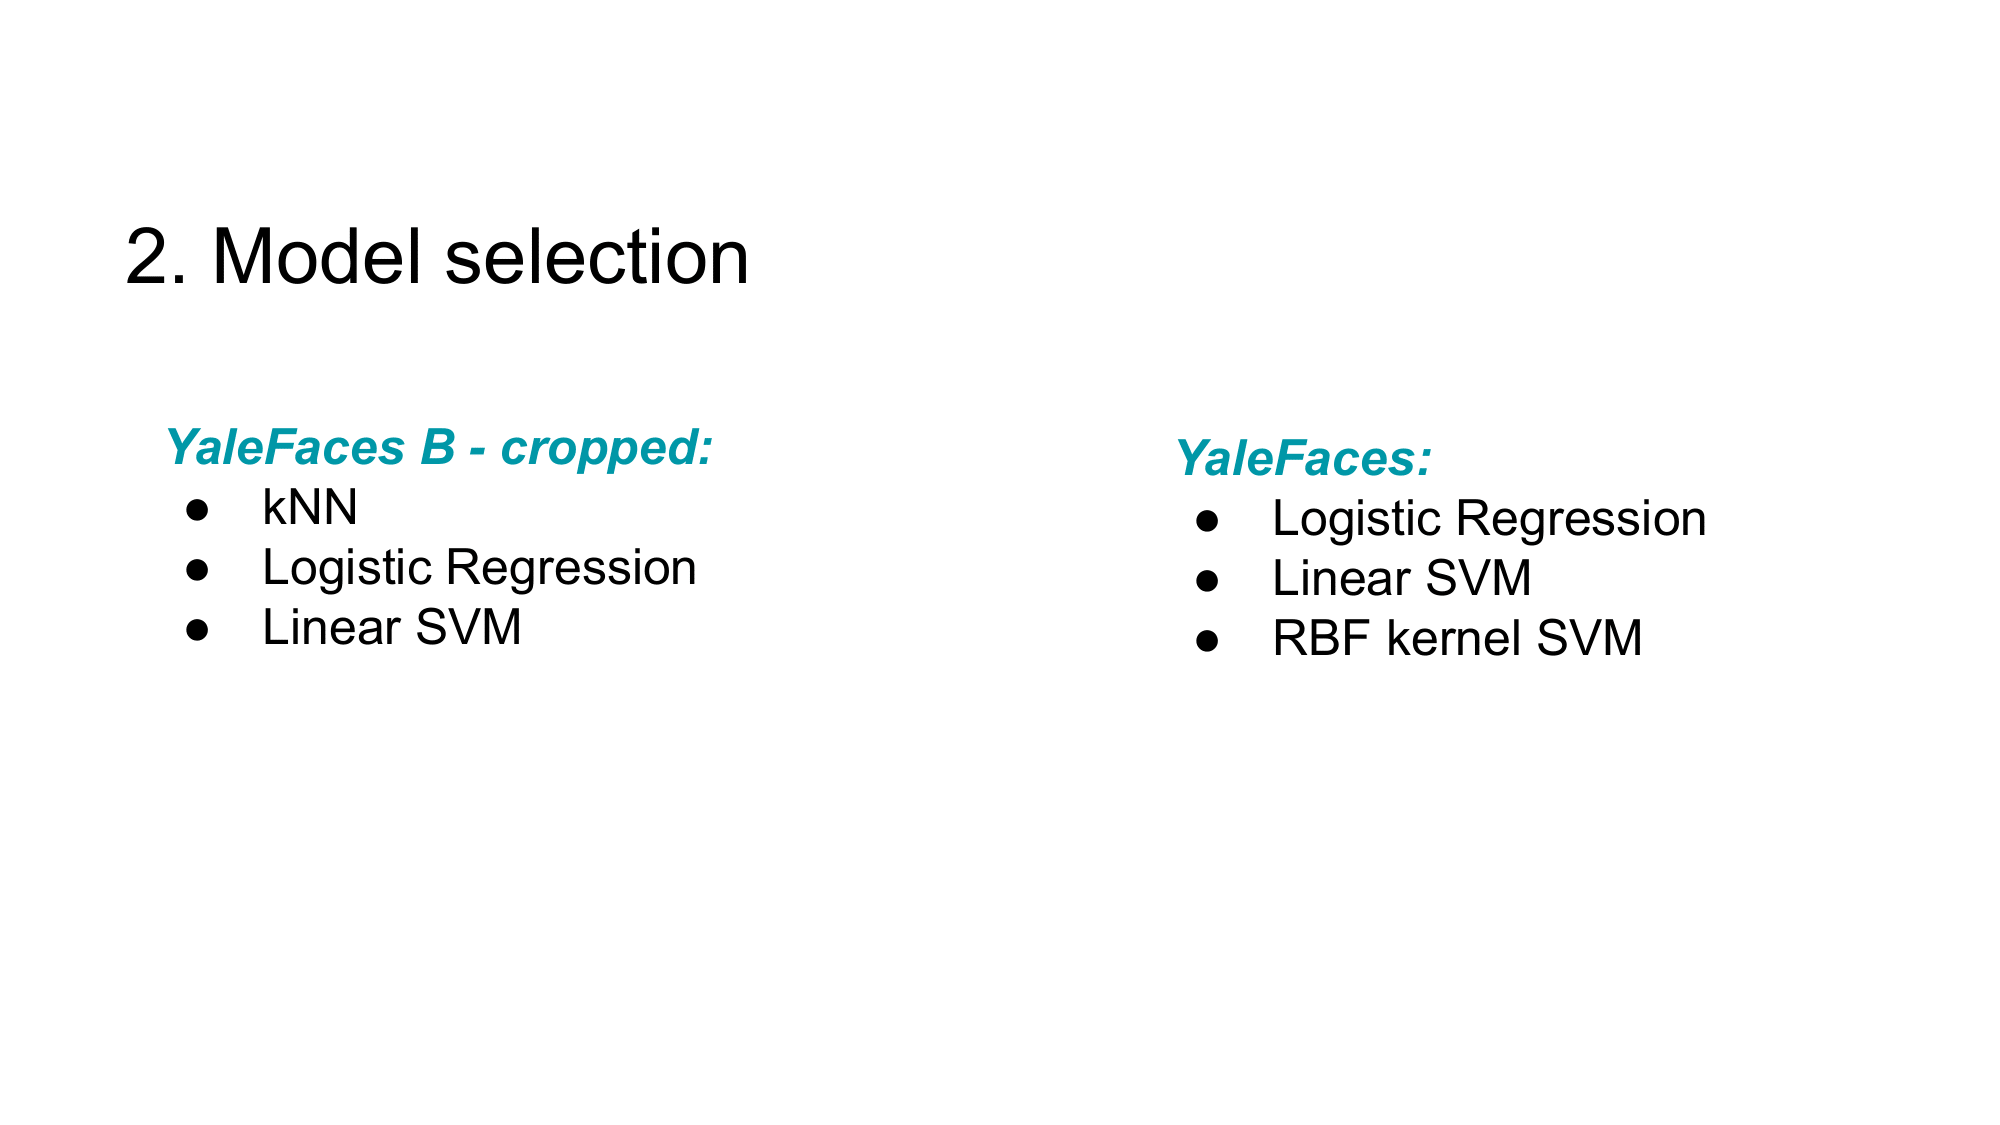 2. Model selection
YaleFaces B - cropped:
● kNN
● Logistic Regression
● Linear SVM
YaleFaces:
● Logistic Regression
● Linear SVM
● RBF kernel SVM